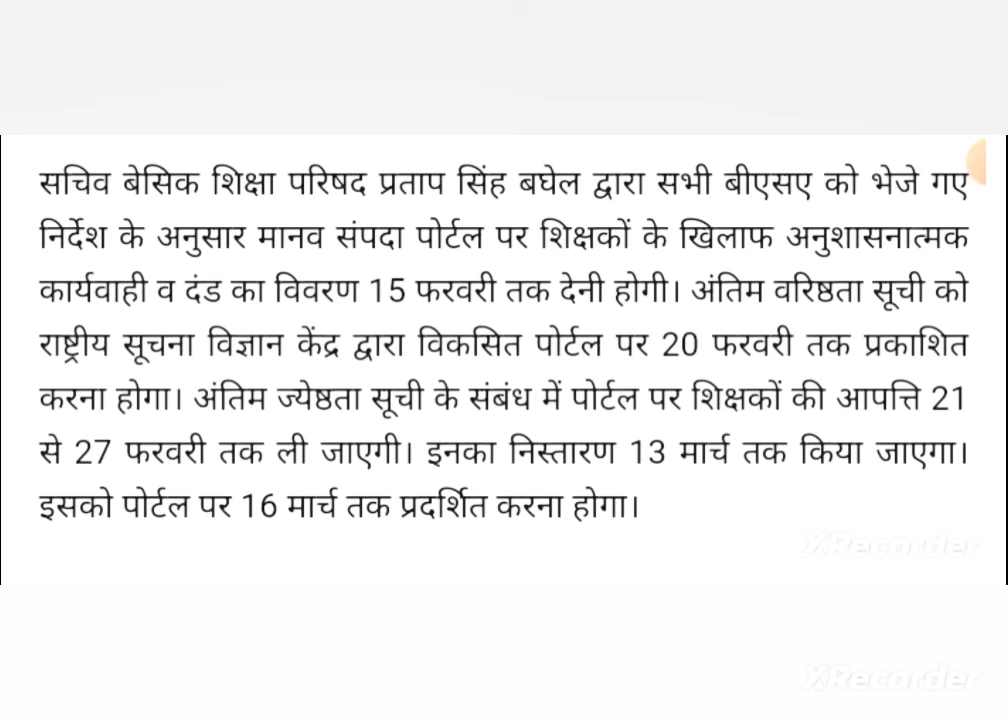 सचिव बेसिक शिक्षा परिषद प्रताप सिंह बघेल द्वारा सभी बीएसए को भेजे गए
निर्देश के अनुसार मानव संपदा पोर्टल पर शिक्षकों के खिलाफ अनुशासनात्मक
कार्यवाही व दंड का विवरण 15 फरवरी तक देनी होगी। अंतिम वरिष्ठता सूची को
राष्ट्रीय सूचना विज्ञान केंद्र द्वारा विकसित पोर्टल पर 20 फरवरी तक प्रकाशित
करना होगा। अंतिम ज्येष्ठता सूची के संबंध में पोर्टल पर शिक्षकों की आपत्ति 21
से 27 फरवरी तक ली जाएगी। इनका निस्तारण 13 मार्च तक किया जाएगा।
इसको पोर्टल पर 16 मार्च तक प्रदर्शित करना होगा।
XRecorder
XRecorder